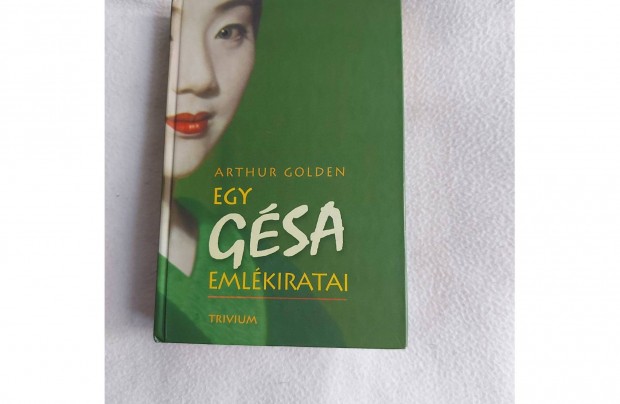 ARTHUR GOLDEN
EGY
GÉSA
EMLÉKIRATAI
TRIVIUM